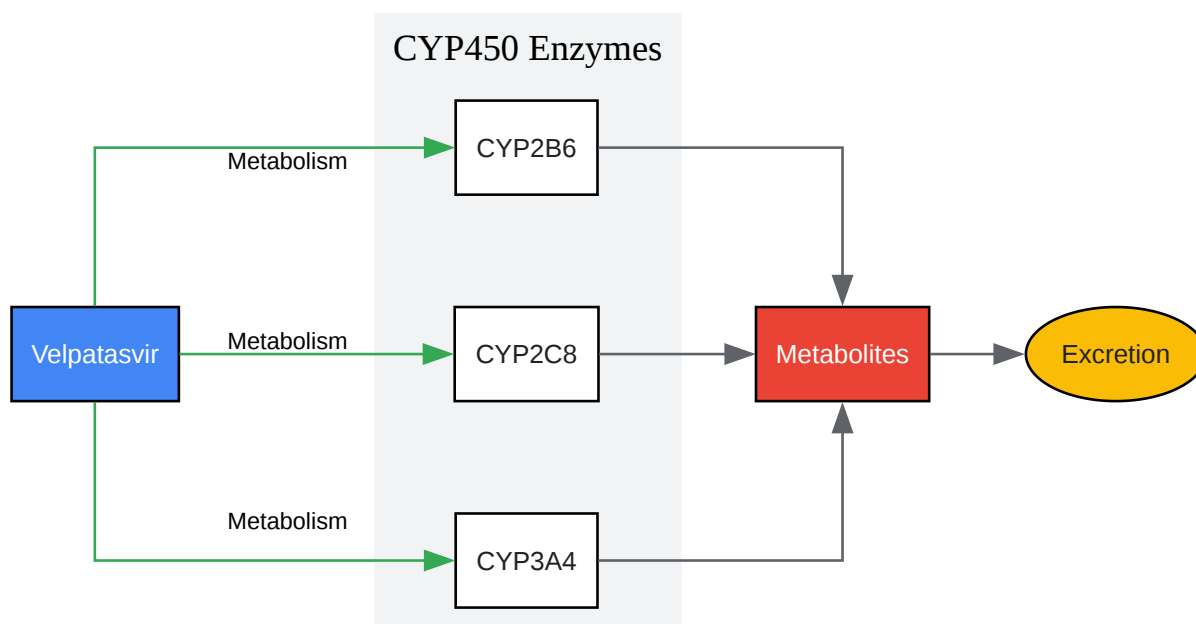 CYP450 Enzymes
CYP2B6
Metabolism
Velpatasvir
Metabolism
CYP2C8
Metabolites
Excretion
Metabolism
CYP3A4